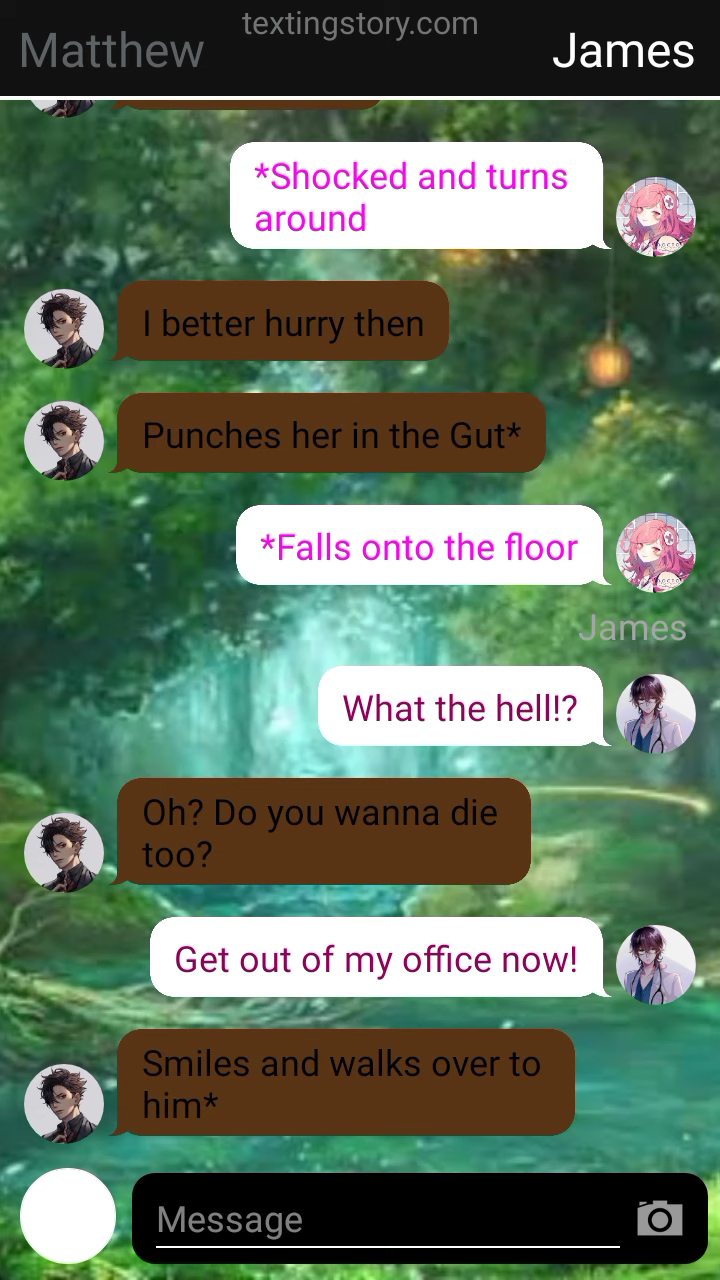 textingstory.com
Matthew
James
*Shocked and turns
around
I better hurry then
Punches her in the Gut*
*Falls onto the floor
James
What the hell!?
Oh? Do you wanna die
too?
Get out of my office now!
Smiles and walks over to
him*
Message